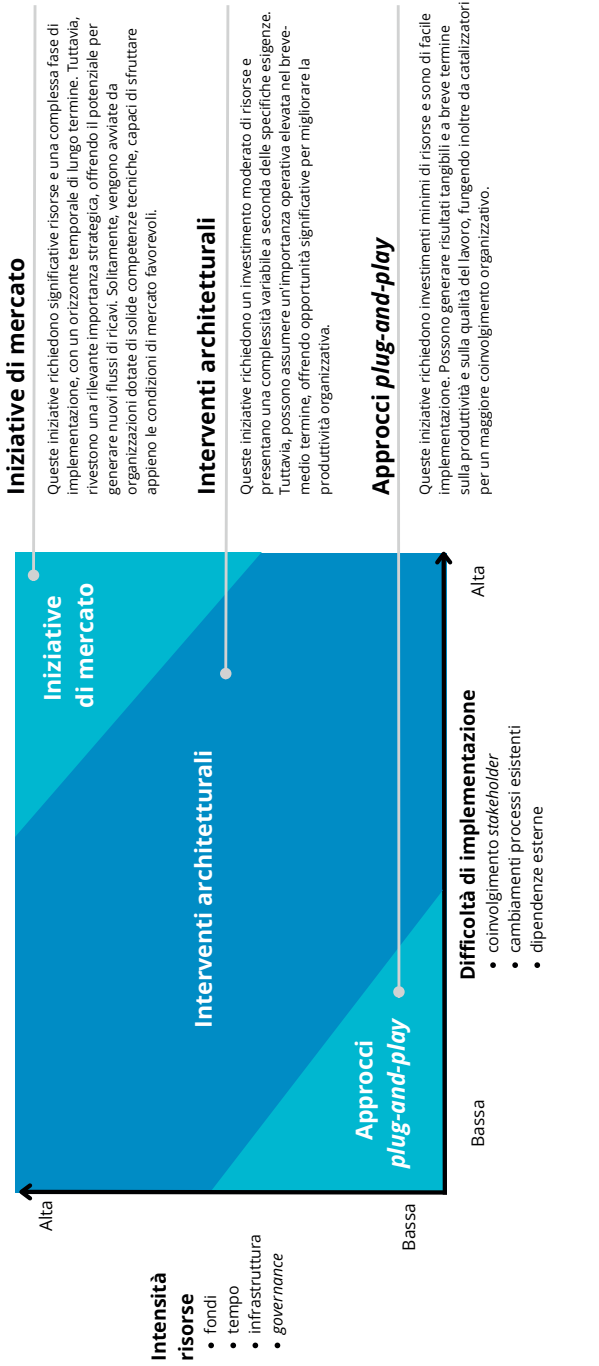 Intensità
risorse
• fondi
• tempo
• infrastruttura
• governance
Alta
Bassa
Iniziative
di mercato
Interventi architetturali
Approcci
plug-and-play
Bassa
Alta
Difficoltà di implementazione
• coinvolgimento stakeholder
• cambiamenti processi esistenti
• dipendenze esterne
Iniziative di mercato
Queste iniziative richiedono significative risorse e una complessa fase di
implementazione, con un orizzonte temporale di lungo termine. Tuttavia,
rivestono una rilevante importanza strategica, offrendo il potenziale per
generare nuovi flussi di ricavi. Solitamente, vengono avviate da
organizzazioni dotate di solide competenze tecniche, capaci di sfruttare
appieno le condizioni di mercato favorevoli.
Interventi architetturali
Queste iniziative richiedono un investimento moderato di risorse e
presentano una complessità variabile a seconda delle specifiche esigenze.
Tuttavia, possono assumere un'importanza operativa elevata nel breve-
medio termine, offrendo opportunità significative per migliorare la
produttività organizzativa.
Approcci plug-and-play
Queste iniziative richiedono investimenti minimi di risorse e sono di facile
implementazione. Possono generare risultati tangibili e a breve termine
sulla produttività e sulla qualità del lavoro, fungendo inoltre da catalizzatori
per un maggiore coinvolgimento organizzativo.